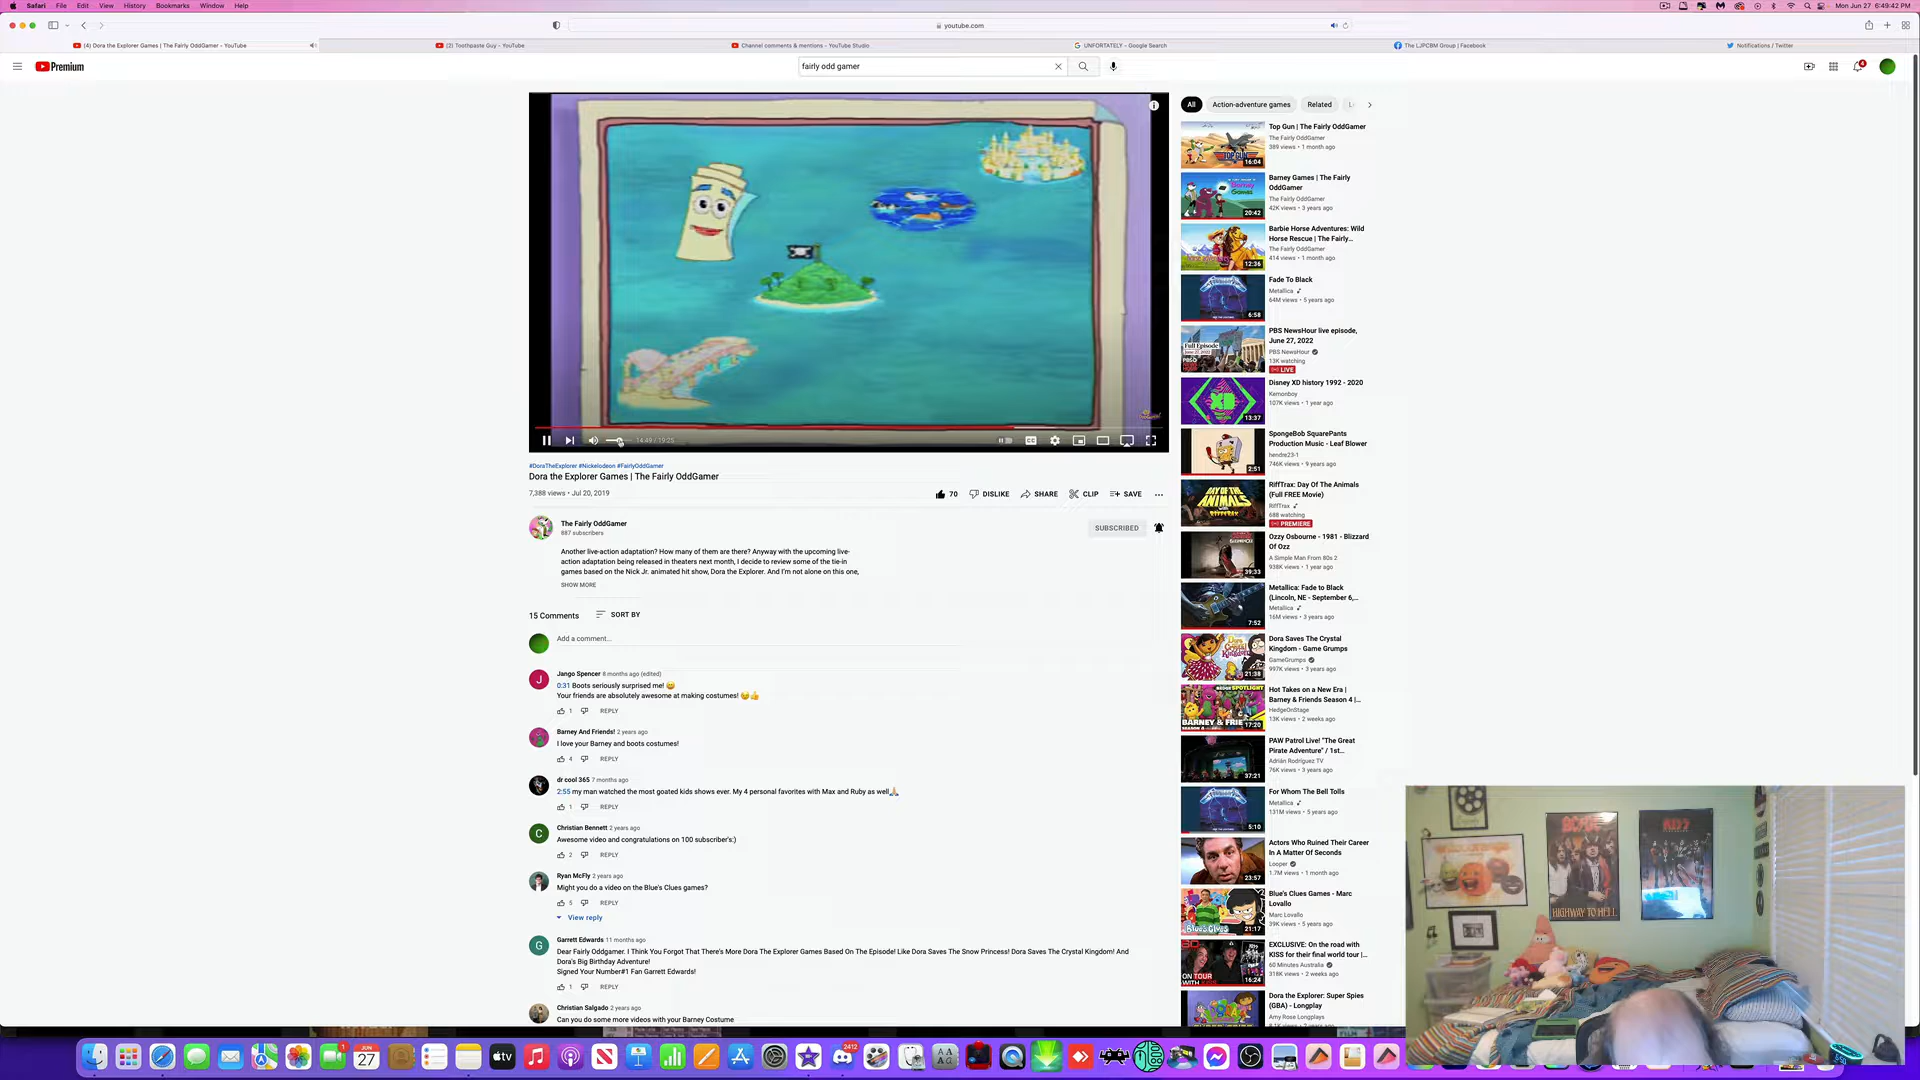 Safari File Edit View History Bookmarks Window Help
Mon Jun 27 6:49:42 PM
youtube.com
(4) Dora the Explorer Games | The Fairly OddGamer - YouTube
(2) Toothpaste Guy - YouTube
Channel comments & mentions - YouTube Studio
UNFORTATELY - Google Search
The LJPCBM Group | Facebook
Notifications / Twitter
Premium
fairly odd gamer
4
14:49 / 19:25
#DoraTheExplorer #Nickelodeon #FairlyOddGamer
Dora the Explorer Games | The Fairly OddGamer
7,388 views • Jul 20, 2019
70 DISLIKE SHARE CLIP SAVE ...
The Fairly OddGamer
887 subscribers
SUBSCRIBED
Another live-action adaptation? How many of them are there? Anyway with the upcoming live-
action adaptation being released in theaters next month, I decide to review some of the tie-in
games based on the Nick Jr. animated hit show, Dora the Explorer. And I'm not alone on this one,
SHOW MORE
15 Comments SORT BY
Add a comment...
J
Jango Spencer 8 months ago (edited)
0:31 Boots seriously surprised me! 😄
Your friends are absolutely awesome at making costumes! 😉👍
1 REPLY
Barney And Friends! 2 years ago
I love your Barney and boots costumes!
4 REPLY
dr cool 365 7 months ago
2:55 my man watched the most goated kids shows ever. My 4 personal favorites with Max and Ruby as well🙏
1 REPLY
C
Christian Bennett 2 years ago
Awesome video and congratulations on 100 subscriber's:)
2 REPLY
Ryan McFly 2 years ago
Might you do a video on the Blue's Clues games?
5 REPLY
View reply
G
Garrett Edwards 11 months ago
Dear Fairly Oddgamer. I Think You Forgot That There's More Dora The Explorer Games Based On The Episode! Like Dora Saves The Snow Princess! Dora Saves The Crystal Kingdom! And
Dora's Big Birthday Adventure!
Signed Your Number#1 Fan Garrett Edwards!
1 REPLY
Christian Salgado 2 years ago
Can you do some more videos with your Barney Costume
All Action-adventure games Related
Top Gun | The Fairly OddGamer
The Fairly OddGamer
389 views • 1 month ago
16:04
Barney Games | The Fairly
OddGamer
The Fairly OddGamer
42K views • 3 years ago
20:42
Barbie Horse Adventures: Wild
Horse Rescue | The Fairly...
The Fairly OddGamer
414 views • 1 month ago
12:36
Fade To Black
Metallica
64M views • 5 years ago
6:58
PBS NewsHour live episode,
June 27, 2022
PBS NewsHour
13K watching
LIVE
Full Episode
Disney XD history 1992 - 2020
Kemonboy
107K views • 1 year ago
13:37
SpongeBob SquarePants
Production Music - Leaf Blower
hendre23-1
746K views • 9 years ago
2:51
RiffTrax: Day Of The Animals
(Full FREE Movie)
RiffTrax
688 watching
PREMIERE
Ozzy Osbourne - 1981 - Blizzard
Of Ozz
A Simple Man From 80s 2
938K views • 1 year ago
39:33
Metallica: Fade to Black
(Lincoln, NE - September 6,...
Metallica
16M views • 3 years ago
7:52
Dora Saves The Crystal
Kingdom - Game Grumps
GameGrumps
997K views • 3 years ago
21:38
Hot Takes on a New Era |
Barney & Friends Season 4 |...
HedgeOnStage
13K views • 2 weeks ago
17:20
PAW Patrol Live! "The Great
Pirate Adventure" / 1st...
Adrián Rodríguez TV
76K views • 3 years ago
37:21
For Whom The Bell Tolls
Metallica
131M views • 5 years ago
5:10
Actors Who Ruined Their Career
In A Matter Of Seconds
Looper
1.7M views • 1 month ago
23:57
Blue's Clues Games - Marc
Lovallo
Marc Lovallo
39K views • 5 years ago
21:17
EXCLUSIVE: On the road with
KISS for their final world tour |...
60 Minutes Australia
318K views • 2 weeks ago
16:24
Dora the Explorer: Super Spies
(GBA) - Longplay
Amy Rose Longplays
AC/DC
HIGHWAY TO HELL
KISS
JUN
27
1
2412
tv